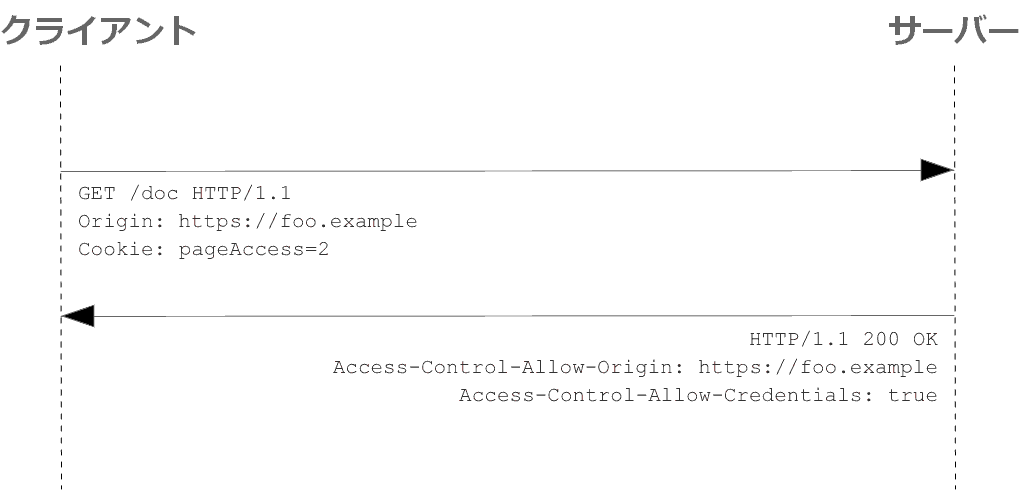 クライアント
サーバー
GET /doc HTTP/1.1
Origin: https://foo.example
Cookie: pageAccess=2
HTTP/1.1 200 OK
Access-Control-Allow-Origin: https://foo.example
Access-Control-Allow-Credentials: true